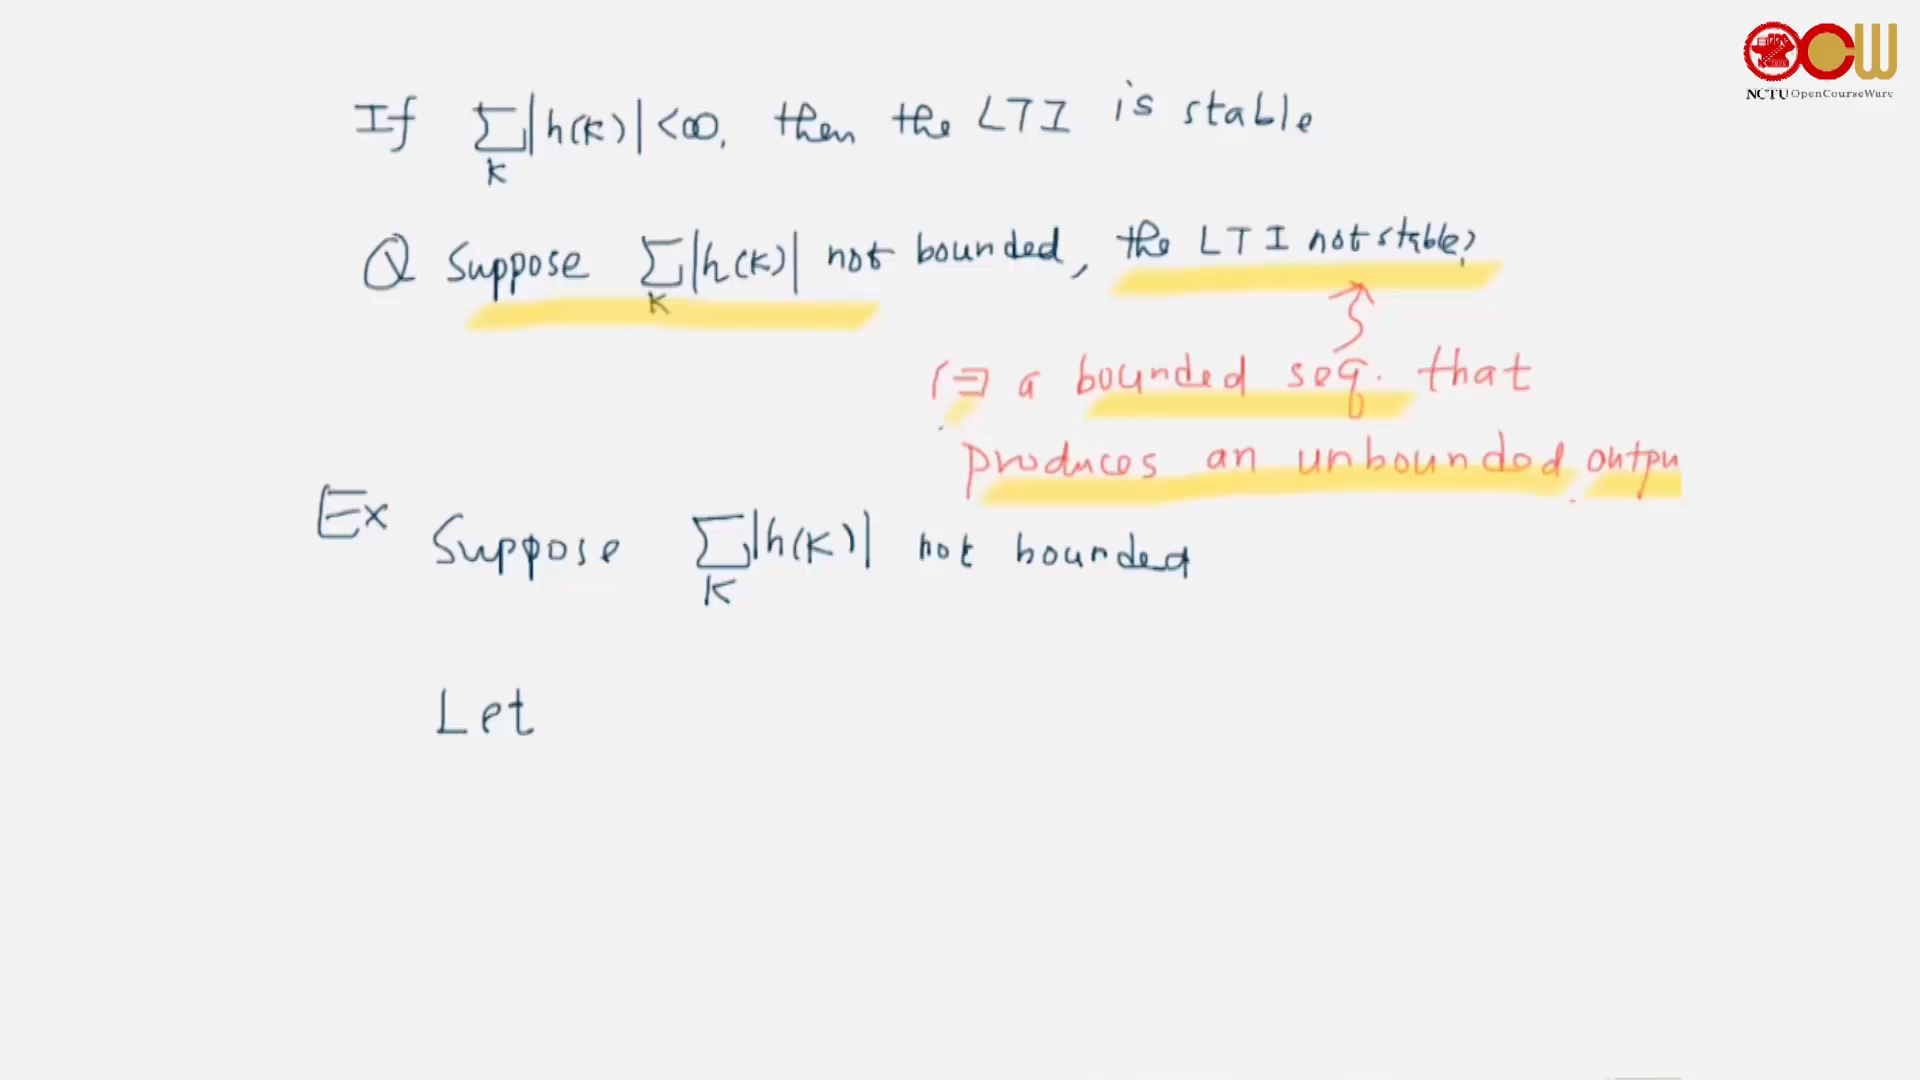 NCTU OpenCourseWare
If ∑|h(k)| <∞, then the LTI is stable
k
Q Suppose ∑|h(k)| not bounded, the LTI not stable?
k
(∃ a bounded seq. that
produces an unbounded outpu
Ex Suppose ∑|h(k)| not bounded
k
Let